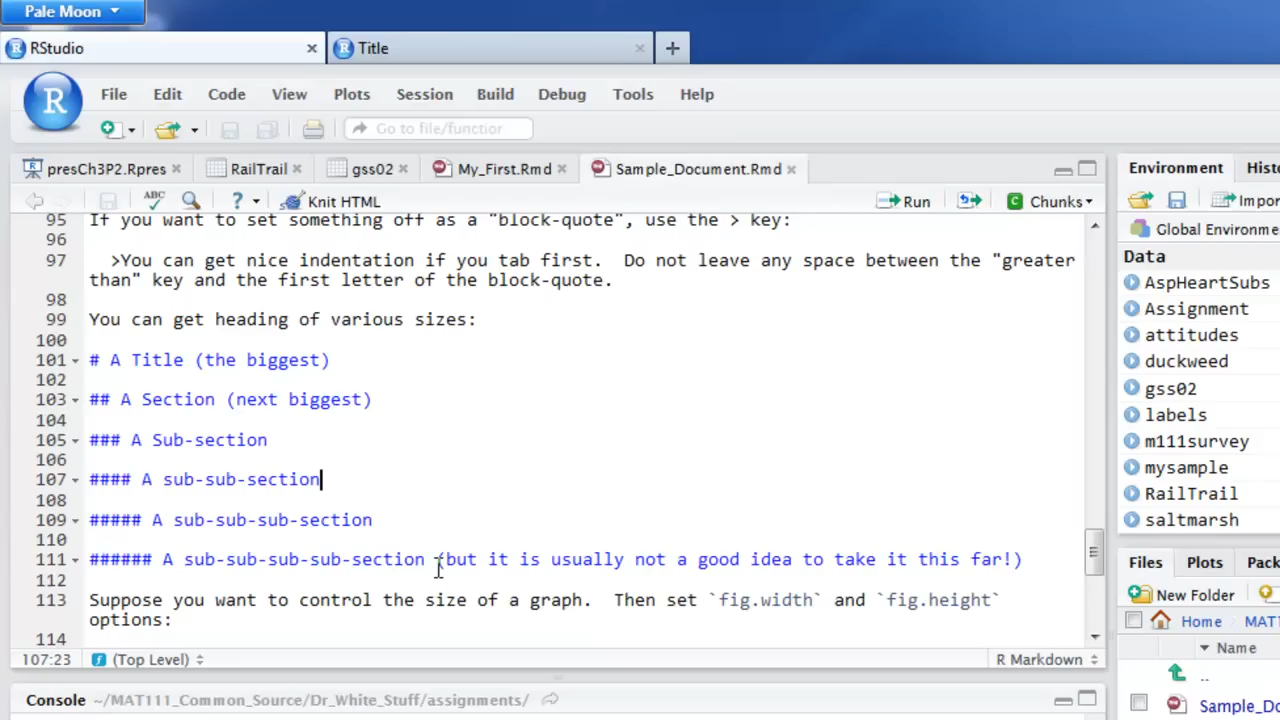 Pale Moon
RStudio
Title
File Edit Code View Plots Session Build Debug Tools Help
Go to file/functior
presCh3P2.Rpres RailTrail gss02 My_First.Rmd Sample_Document.Rmd
ABC ? Knit HTML Run Chunks
95 If you want to set something off as a "block-quote", use the > key:
96
97 >You can get nice indentation if you tab first. Do not leave any space between the "greater
than" key and the first letter of the block-quote.
98
99 You can get heading of various sizes:
100
101 # A Title (the biggest)
102
103 ## A Section (next biggest)
104
105 ### A Sub-section
106
107 #### A sub-sub-section
108
109 ##### A sub-sub-sub-section
110
111 ###### A sub-sub-sub-sub-section (but it is usually not a good idea to take it this far!)
112
113 Suppose you want to control the size of a graph. Then set `fig.width` and `fig.height`
options:
114
107:23 (Top Level) R Markdown
Console ~/MAT111_Common_Source/Dr_White_Stuff/assignments/
Environment Histo
Impor
Global Environme
Data
AspHeartSubs
Assignment
attitudes
duckweed
gss02
labels
m111survey
mysample
RailTrail
saltmarsh
Files Plots Pack
New Folder
Home MAT1
Name
..
Sample_Do